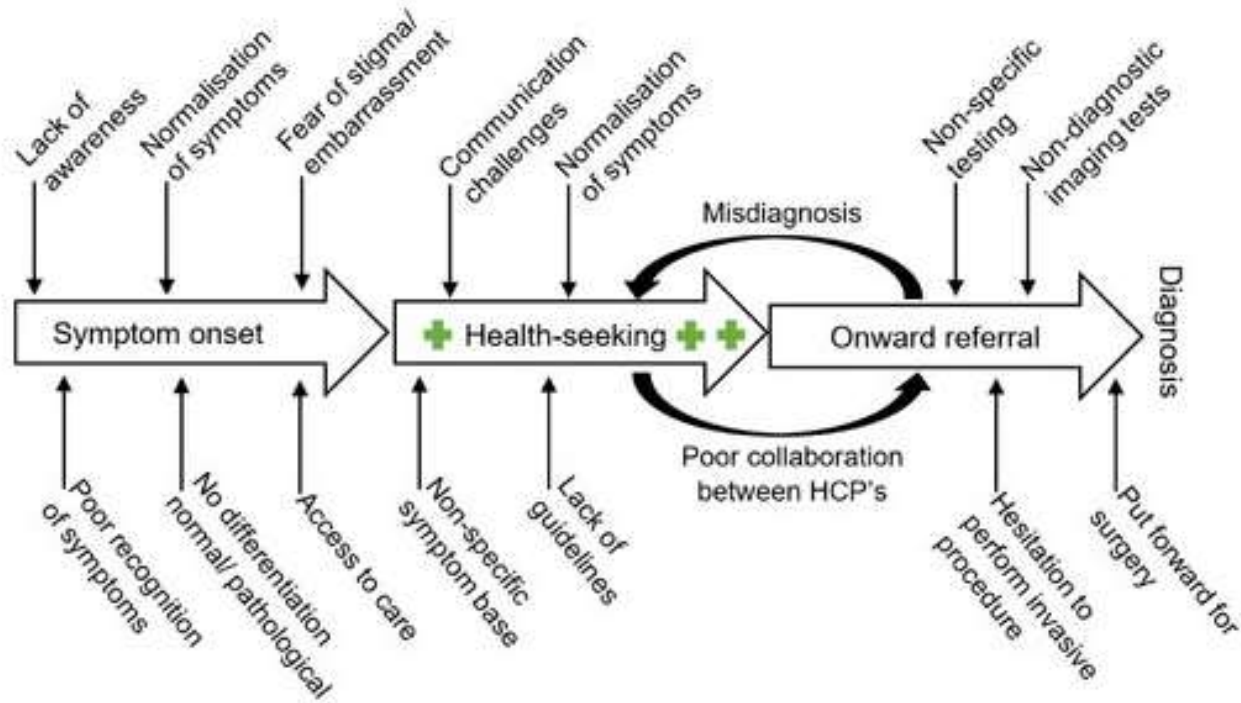 Lack of
awareness
Normalisation
of symptoms
Fear of stigma/
embarrassment
Communication
challenges
Normalisation
of symptoms
Non-specific
testing
Non-diagnostic
imaging tests
Misdiagnosis
Symptom onset
Health-seeking
Onward referral
Diagnosis
Poor collaboration
between HCP's
Poor recognition
of symptoms
No differentiation
normal/ pathological
Access to care
Non-specific
symptom base
Lack of
guidelines
Hesitation to
perform invasive
procedure
Put forward for
surgery